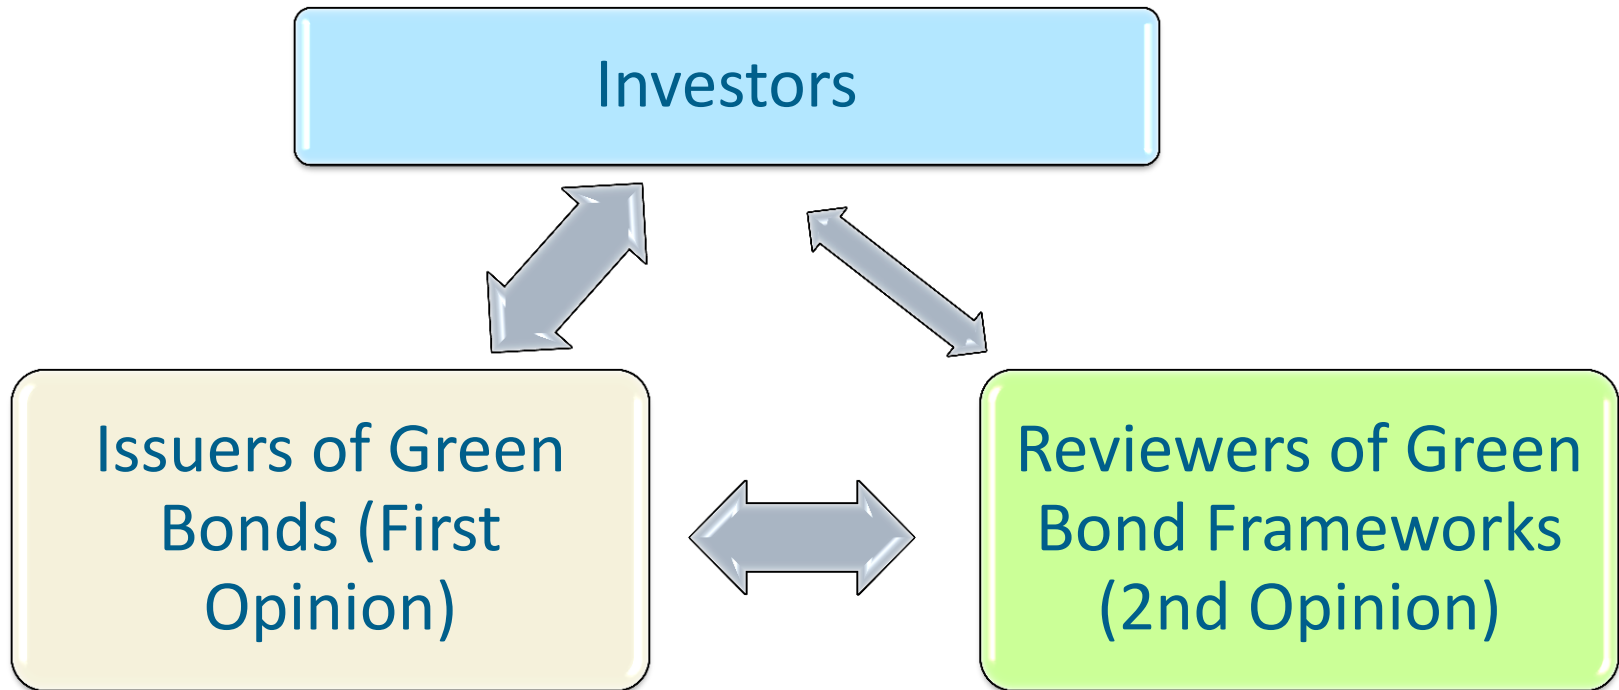 Investors
Issuers of Green
Bonds (First
Opinion)
Reviewers of Green
Bond Frameworks
(2nd Opinion)